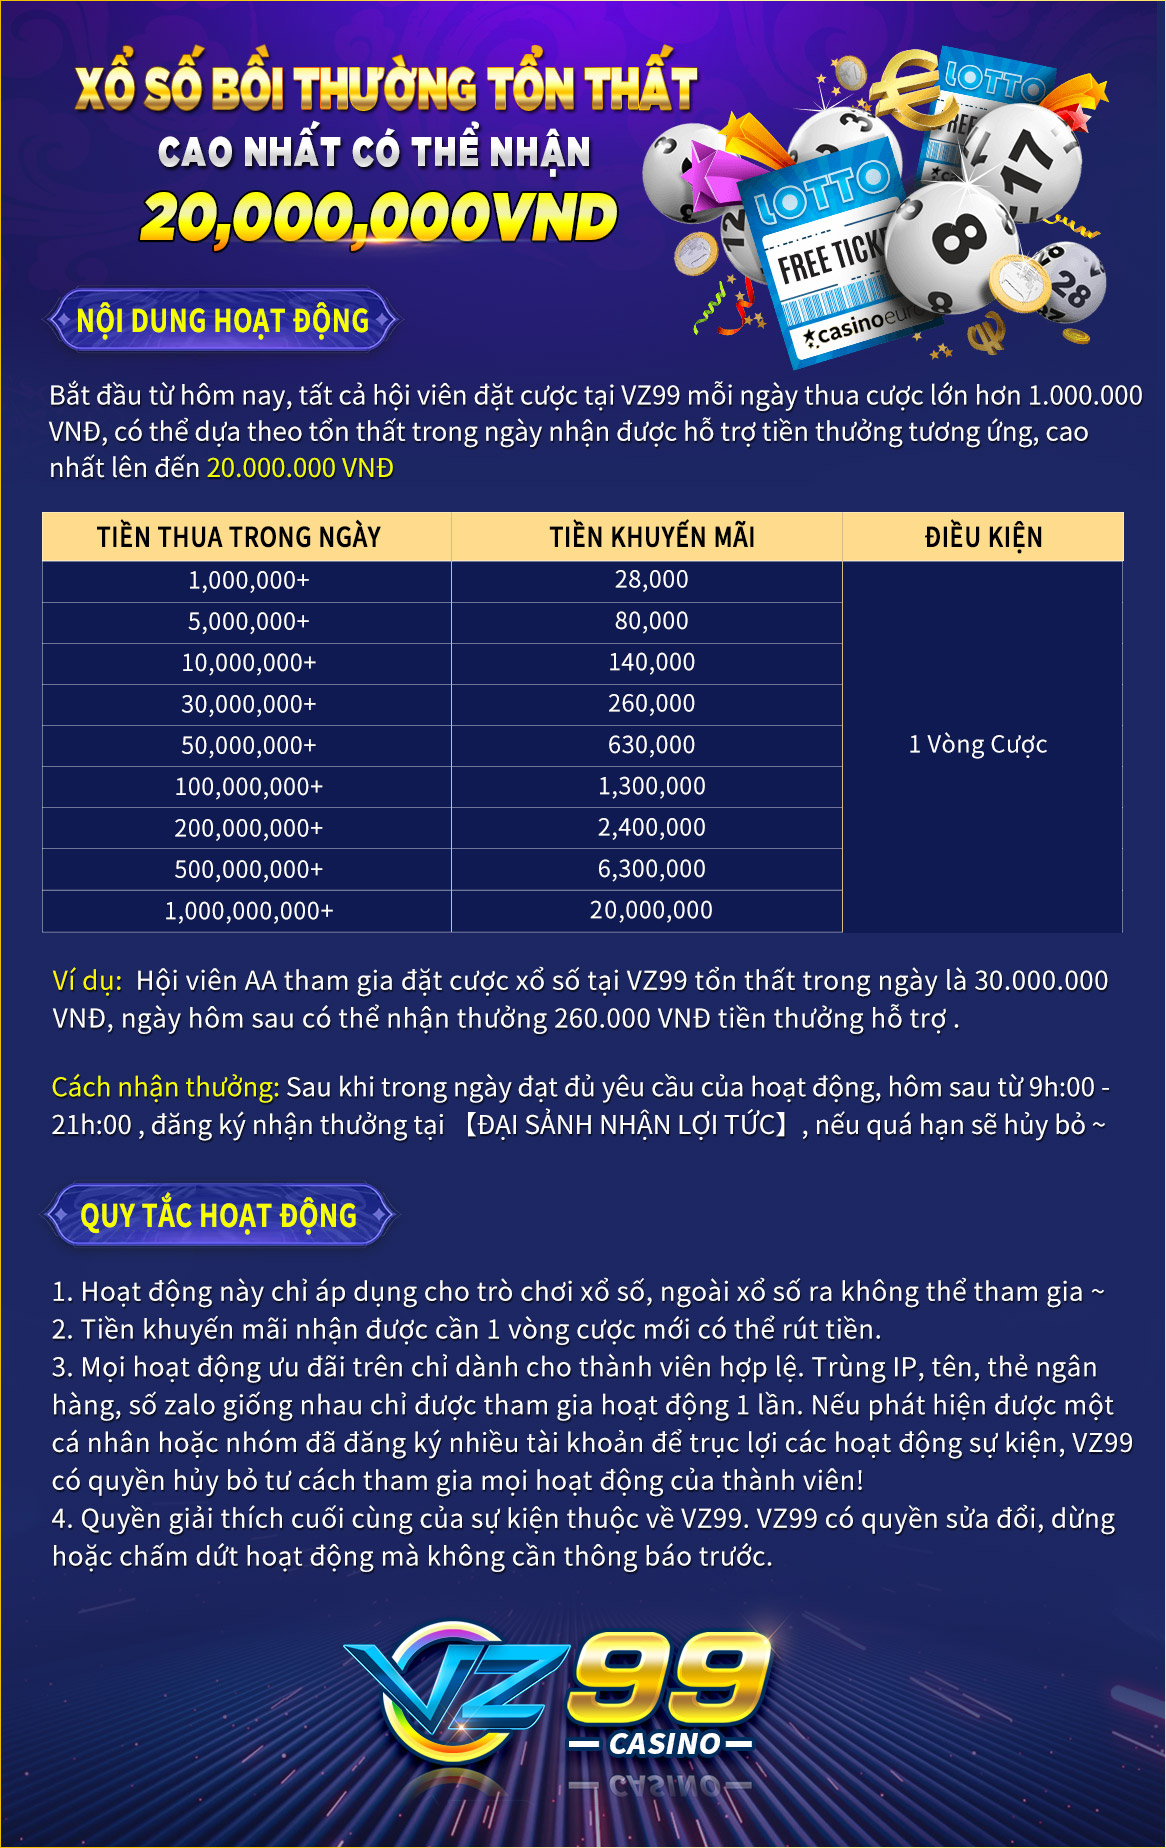 XỔ SỐ BỒI THƯỜNG TỔN THẤT
CAO NHẤT CÓ THỂ NHẬN
20,000,000VND
LOTTO
FREE
LOTTO
FREE TICKE
casinoeuro
3
3
12
17
8
8
28
NỘI DUNG HOẠT ĐỘNG
Bắt đầu từ hôm nay, tất cả hội viên đặt cược tại VZ99 mỗi ngày thua cược lớn hơn 1.000.000
VNĐ, có thể dựa theo tổn thất trong ngày nhận được hỗ trợ tiền thưởng tương ứng, cao
nhất lên đến 20.000.000 VNĐ
TIỀN THUA TRONG NGÀY TIỀN KHUYẾN MÃI ĐIỀU KIỆN
1,000,000+ 28,000
5,000,000+ 80,000
10,000,000+ 140,000
30,000,000+ 260,000
50,000,000+ 630,000 1 Vòng Cược
100,000,000+ 1,300,000
200,000,000+ 2,400,000
500,000,000+ 6,300,000
1,000,000,000+ 20,000,000
Ví dụ: Hội viên AA tham gia đặt cược xổ số tại VZ99 tổn thất trong ngày là 30.000.000
VNĐ, ngày hôm sau có thể nhận thưởng 260.000 VNĐ tiền thưởng hỗ trợ .
Cách nhận thưởng: Sau khi trong ngày đạt đủ yêu cầu của hoạt động, hôm sau từ 9h:00 -
21h:00 , đăng ký nhận thưởng tại 【ĐẠI SẢNH NHẬN LỢI TỨC】, nếu quá hạn sẽ hủy bỏ ~
QUY TẮC HOẠT ĐỘNG
1. Hoạt động này chỉ áp dụng cho trò chơi xổ số, ngoài xổ số ra không thể tham gia ~
2. Tiền khuyến mãi nhận được cần 1 vòng cược mới có thể rút tiền.
3. Mọi hoạt động ưu đãi trên chỉ dành cho thành viên hợp lệ. Trùng IP, tên, thẻ ngân
hàng, số zalo giống nhau chỉ được tham gia hoạt động 1 lần. Nếu phát hiện được một
cá nhân hoặc nhóm đã đăng ký nhiều tài khoản để trục lợi các hoạt động sự kiện, VZ99
có quyền hủy bỏ tư cách tham gia mọi hoạt động của thành viên!
4. Quyền giải thích cuối cùng của sự kiện thuộc về VZ99. VZ99 có quyền sửa đổi, dừng
hoặc chấm dứt hoạt động mà không cần thông báo trước.
VZ99
CASINO